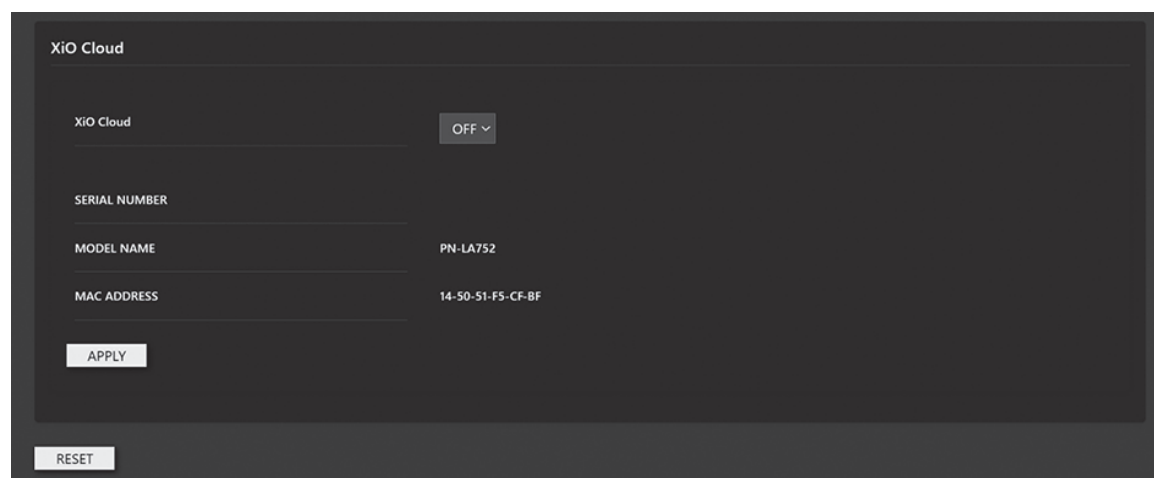 XiO Cloud
XiO Cloud OFF
SERIAL NUMBER
MODEL NAME PN-LA752
MAC ADDRESS 14-50-51-F5-CF-BF
APPLY
RESET